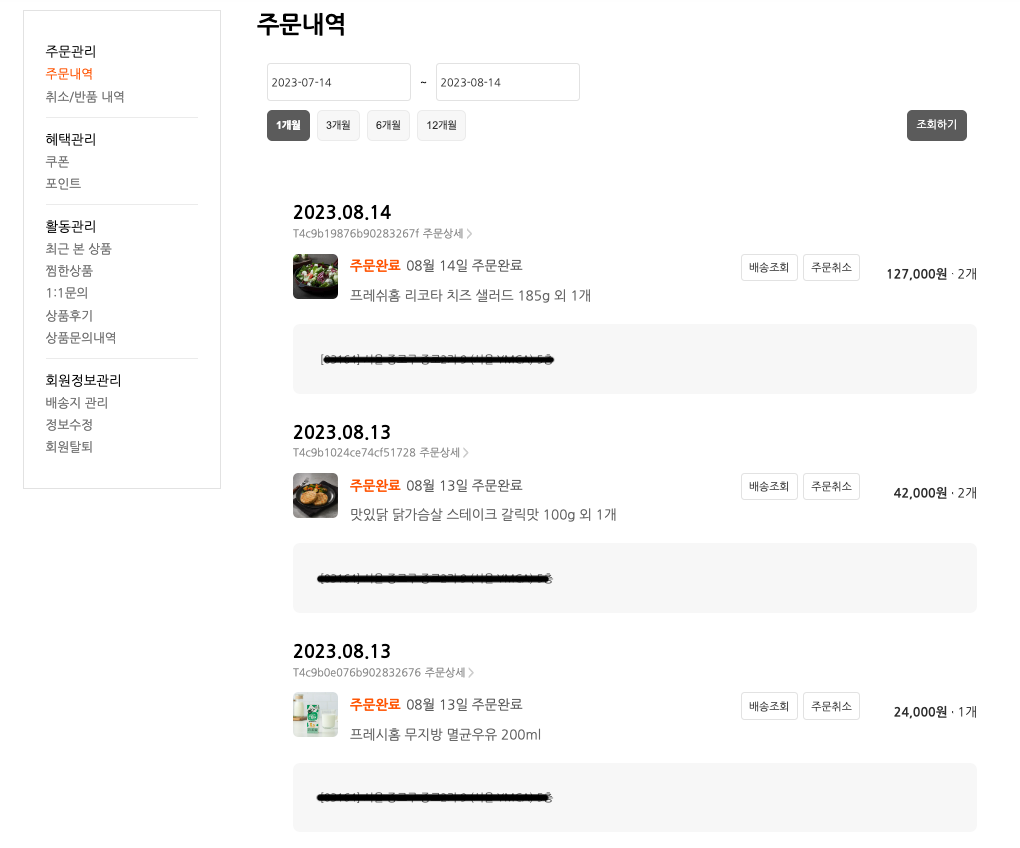 주문내역
주문관리
주문내역
취소/반품 내역
혜택관리
쿠폰
포인트
활동관리
최근 본 상품
찜한상품
1:1문의
상품후기
상품문의내역
회원정보관리
배송지 관리
정보수정
회원탈퇴
2023-07-14 ~ 2023-08-14
1개월 3개월 6개월 12개월 조회하기
2023.08.14
T4c9b19876b90283267f 주문상세 >
주문완료 08월 14일 주문완료 배송조회 주문취소 127,000원 · 2개
프레쉬홈 리코타 치즈 샐러드 185g 외 1개
2023.08.13
T4c9b1024ce74cf51728 주문상세 >
주문완료 08월 13일 주문완료 배송조회 주문취소 42,000원 · 2개
맛있닭 닭가슴살 스테이크 갈릭맛 100g 외 1개
2023.08.13
T4c9b0e076b902832676 주문상세 >
주문완료 08월 13일 주문완료 배송조회 주문취소 24,000원 · 1개
프레시홈 무지방 멸균우유 200ml